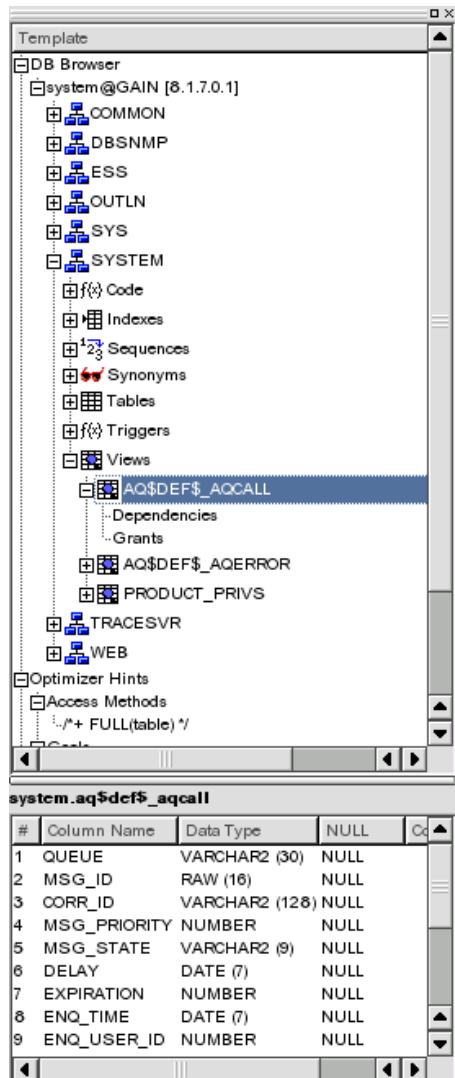 Template
DB Browser
system@GAIN [8.1.7.0.1]
COMMON
DBSNMP
ESS
OUTLN
SYS
SYSTEM
f(x) Code
Indexes
123 Sequences
Synonyms
Tables
f(x) Triggers
Views
AQ$DEF$_AQCALL
Dependencies
Grants
AQ$DEF$_AQERROR
PRODUCT_PRIVS
TRACESVR
WEB
Optimizer Hints
Access Methods
/*+ FULL(table) */
system.aq$def$_aqcall
# Column Name Data Type NULL Co
1 QUEUE VARCHAR2 (30) NULL
2 MSG_ID RAW (16) NULL
3 CORR_ID VARCHAR2 (128) NULL
4 MSG_PRIORITY NUMBER NULL
5 MSG_STATE VARCHAR2 (9) NULL
6 DELAY DATE (7) NULL
7 EXPIRATION NUMBER NULL
8 ENQ_TIME DATE (7) NULL
9 ENQ_USER_ID NUMBER NULL